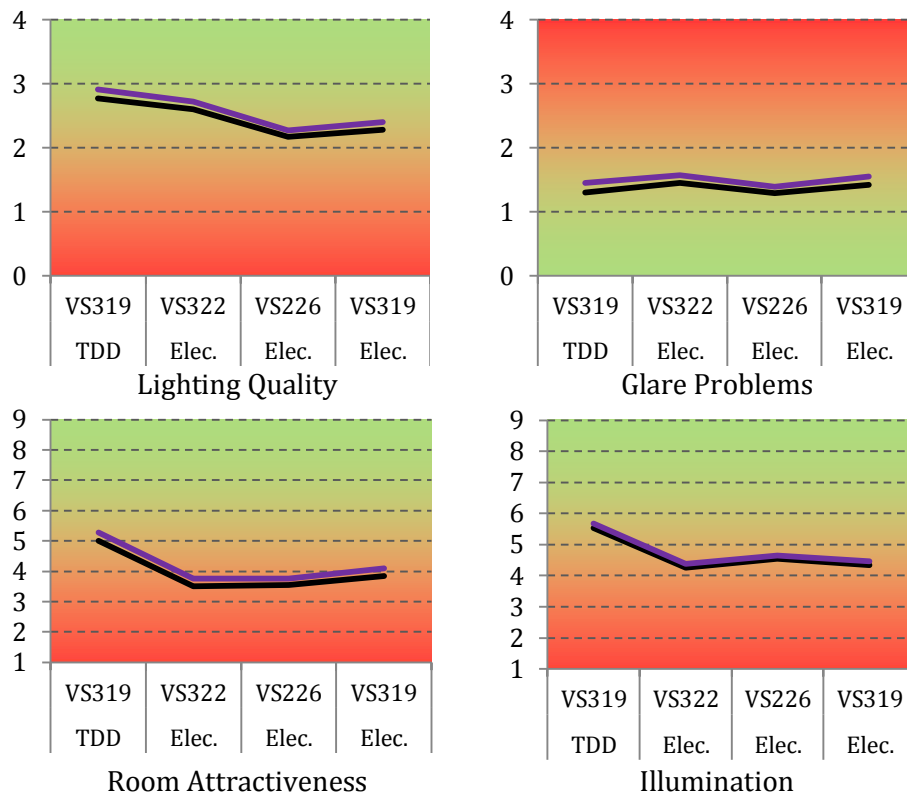 4
3
2
1
0
VS319 VS322 VS226 VS319
TDD Elec. Elec. Elec.
Lighting Quality
4
3
2
1
0
VS319 VS322 VS226 VS319
TDD Elec. Elec. Elec.
Glare Problems
9
8
7
6
5
4
3
2
1
VS319 VS322 VS226 VS319
TDD Elec. Elec. Elec.
Room Attractiveness
9
8
7
6
5
4
3
2
1
VS319 VS322 VS226 VS319
TDD Elec. Elec. Elec.
Illumination